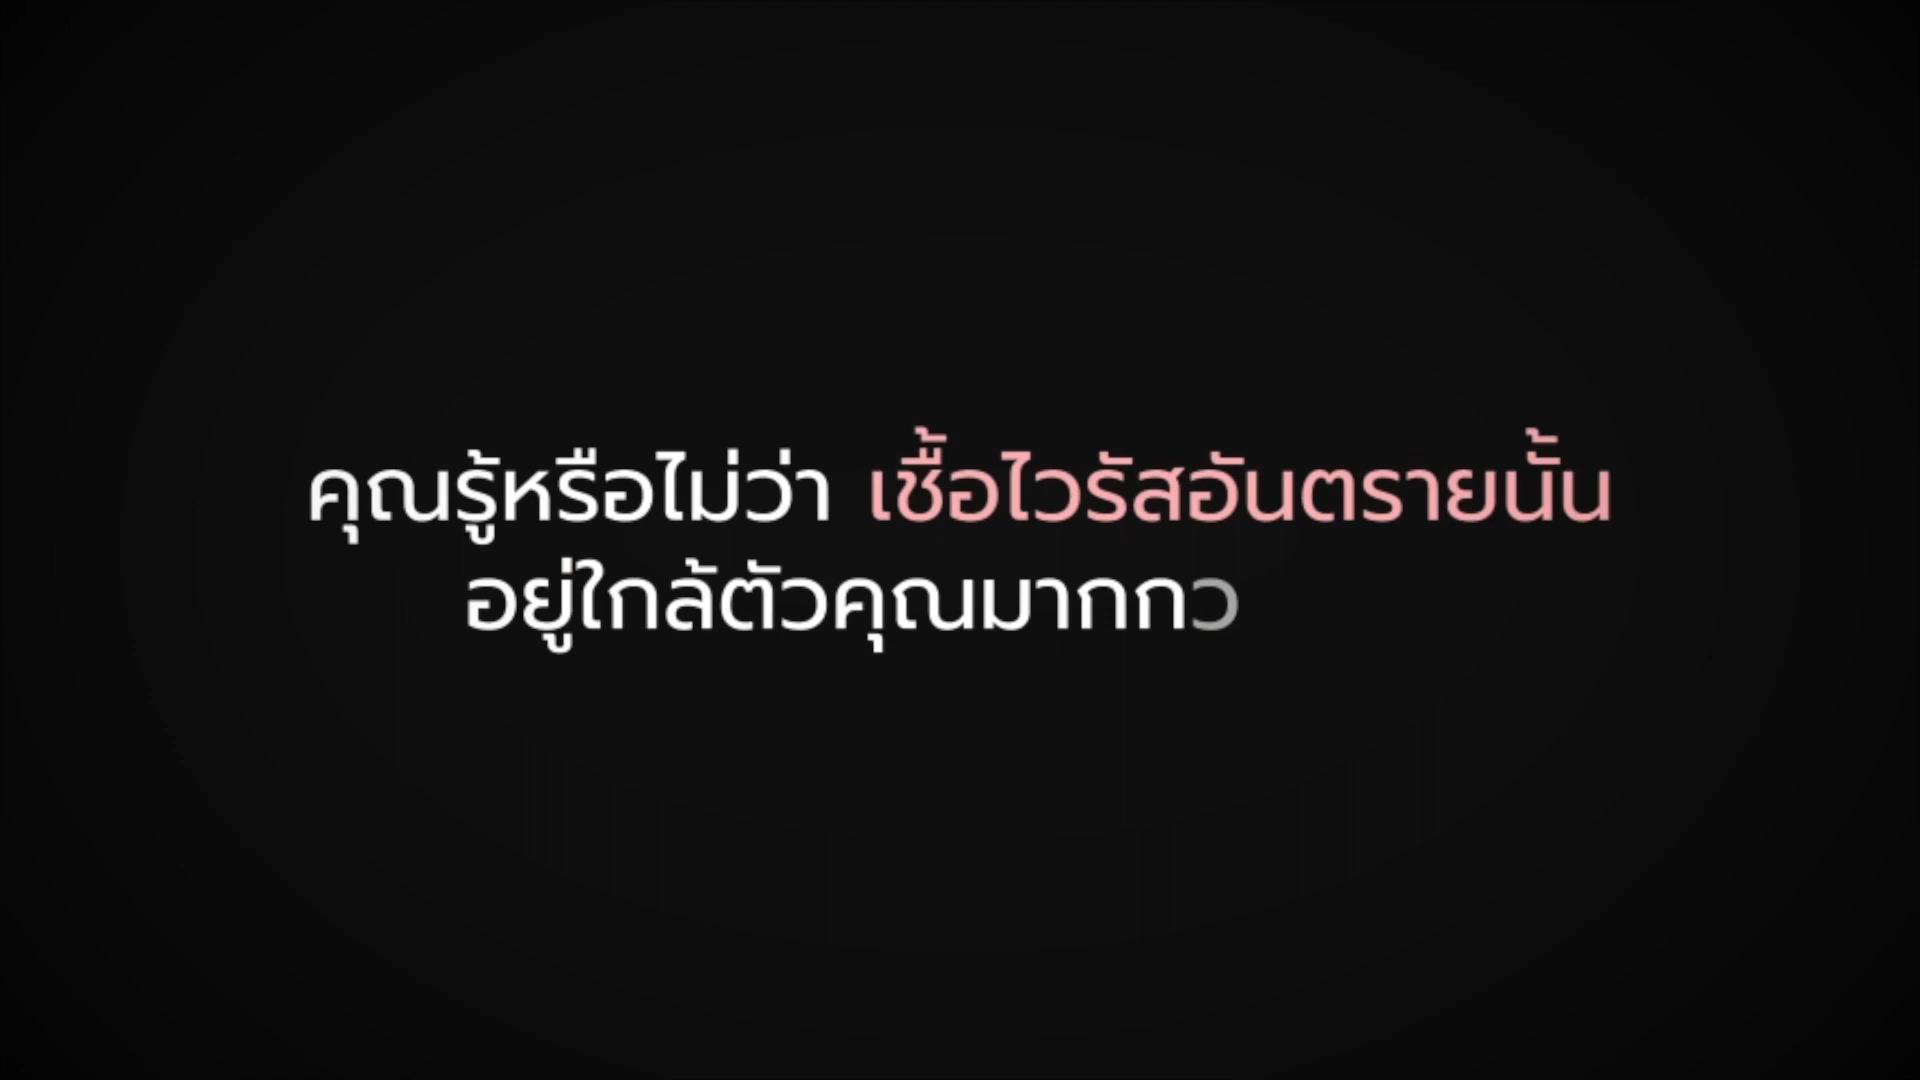 คุณรู้หรือไม่ว่า เชื้อไวรัสอันตรายนั้น
อยู่ใกล้ตัวคุณมากกว